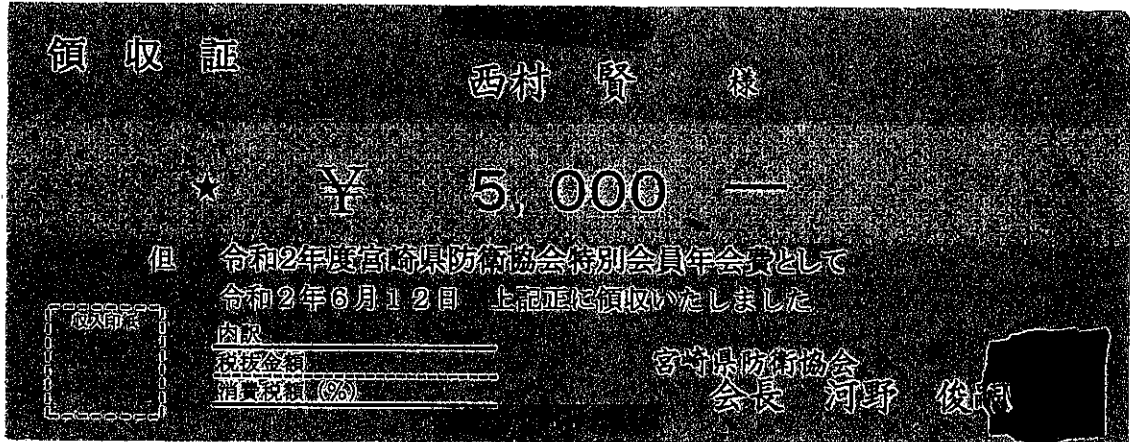 領収証
西村 賢 様
★ ¥ 5,000 ―
但 令和2年度宮崎県防衛協会特別会員年会費として
令和2年6月12日 上記正に領収いたしました
収入印紙
内訳
税抜金額
消費税額(%)
宮崎県防衛協会
会長 河野 俊嗣